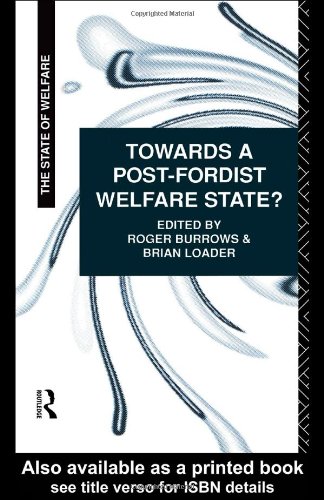 THE STATE OF WELFARE
TOWARDS A
POST-FORDIST
WELFARE STATE?
EDITED BY
ROGER BURROWS &
BRIAN LOADER
ROUTLEDGE
Also available as a printed book
see title verso for ISBN details